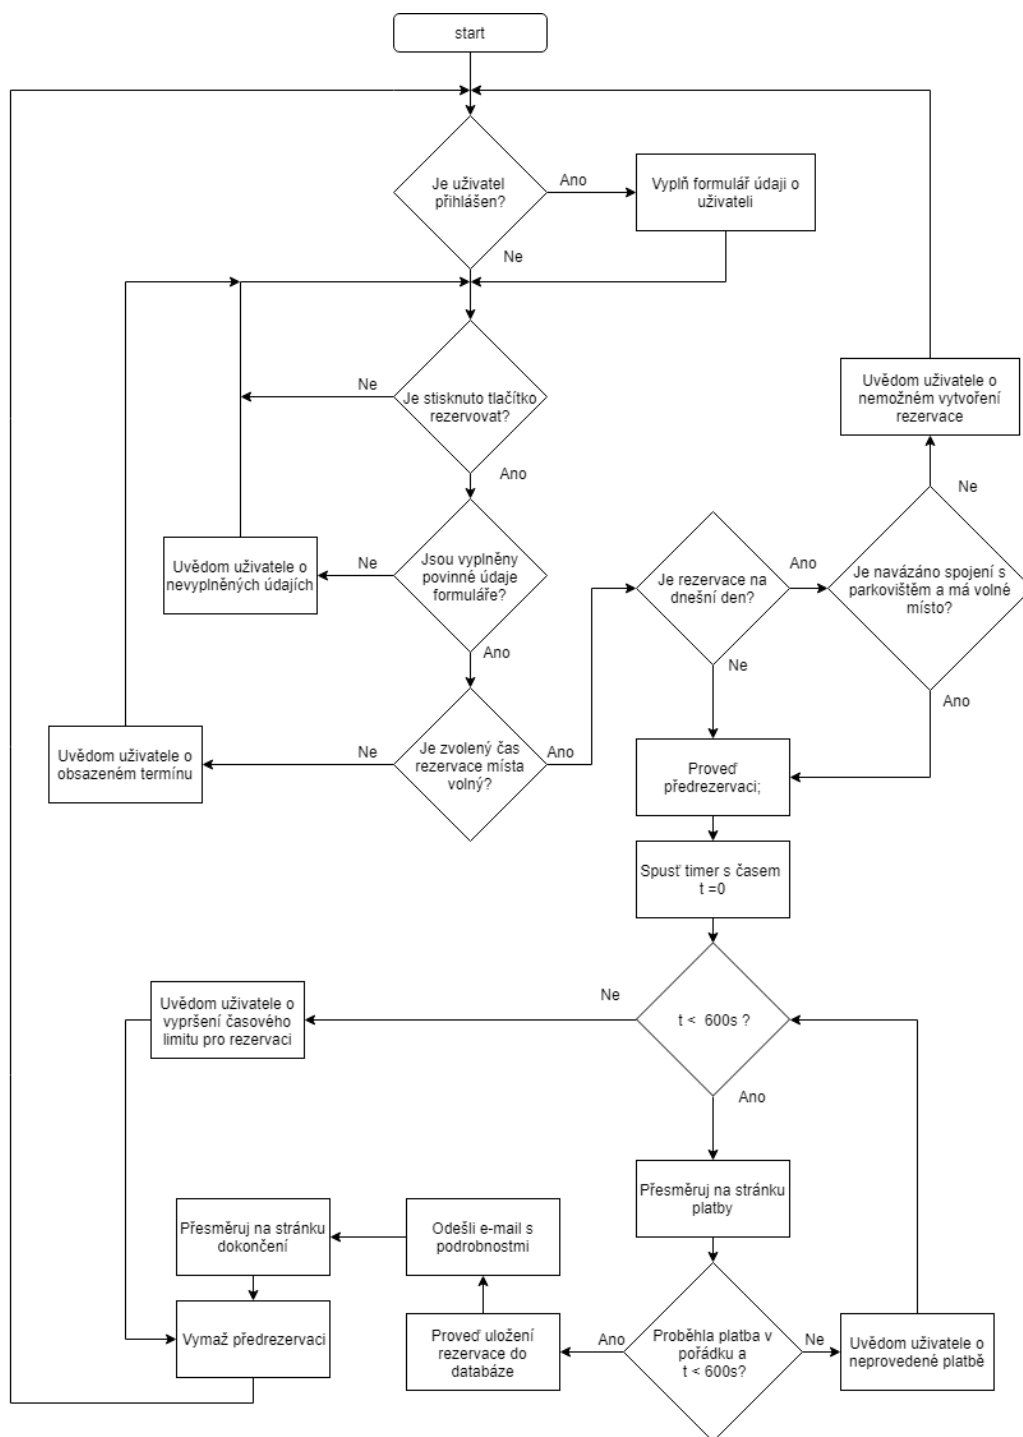 start
Je uživatel
přihlášen?
Ano
Vyplň formulář údaji o
uživateli
Ne
Je stisknuto tlačítko
rezervovat?
Ne
Ano
Uvědom uživatele o
nemožném vytvoření
rezervace
Ne
Jsou vyplněny
povinné údaje
formuláře?
Ne
Uvědom uživatele o
nevyplněných údajích
Ano
Je rezervace na
dnešní den?
Ano
Je navázáno spojení s
parkovištěm a má volné
místo?
Ne
Ano
Je zvolený čas
rezervace místa
volný?
Ne
Ano
Uvědom uživatele o
obsazeném termínu
Proveď
předrezervaci;
Spusť timer s časem
t =0
t <  600s ?
Ne
Uvědom uživatele o
vypršení časového
limitu pro rezervaci
Ano
Přesměruj na stránku
platby
Přesměruj na stránku
dokončení
Odešli e-mail s
podrobnostmi
Vymaž předrezervaci
Proveď uložení
rezervace do
databáze
Ano
Proběhla platba v
pořádku a
t < 600s?
Ne
Uvědom uživatele o
neprovedené platbě